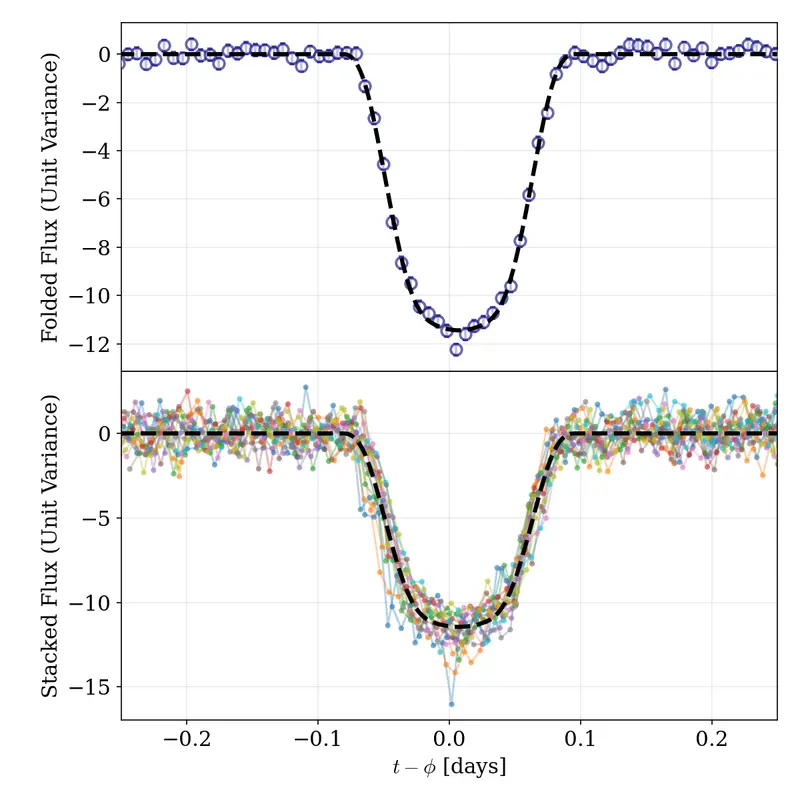 Folded Flux (Unit Variance)
0
−2
−4
−6
−8
−10
−12
Stacked Flux (Unit Variance)
0
−5
−10
−15
−0.2 −0.1 0.0 0.1 0.2
t − ϕ [days]